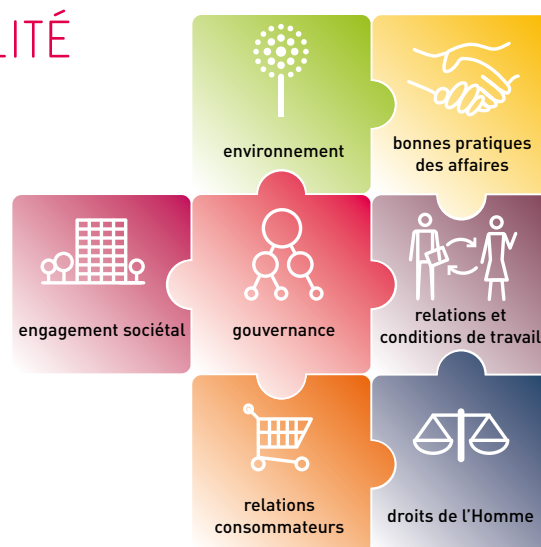 LITÉ
environnement
bonnes pratiques
des affaires
engagement sociétal
gouvernance
relations et
conditions de travail
relations
consommateurs
droits de l'Homme